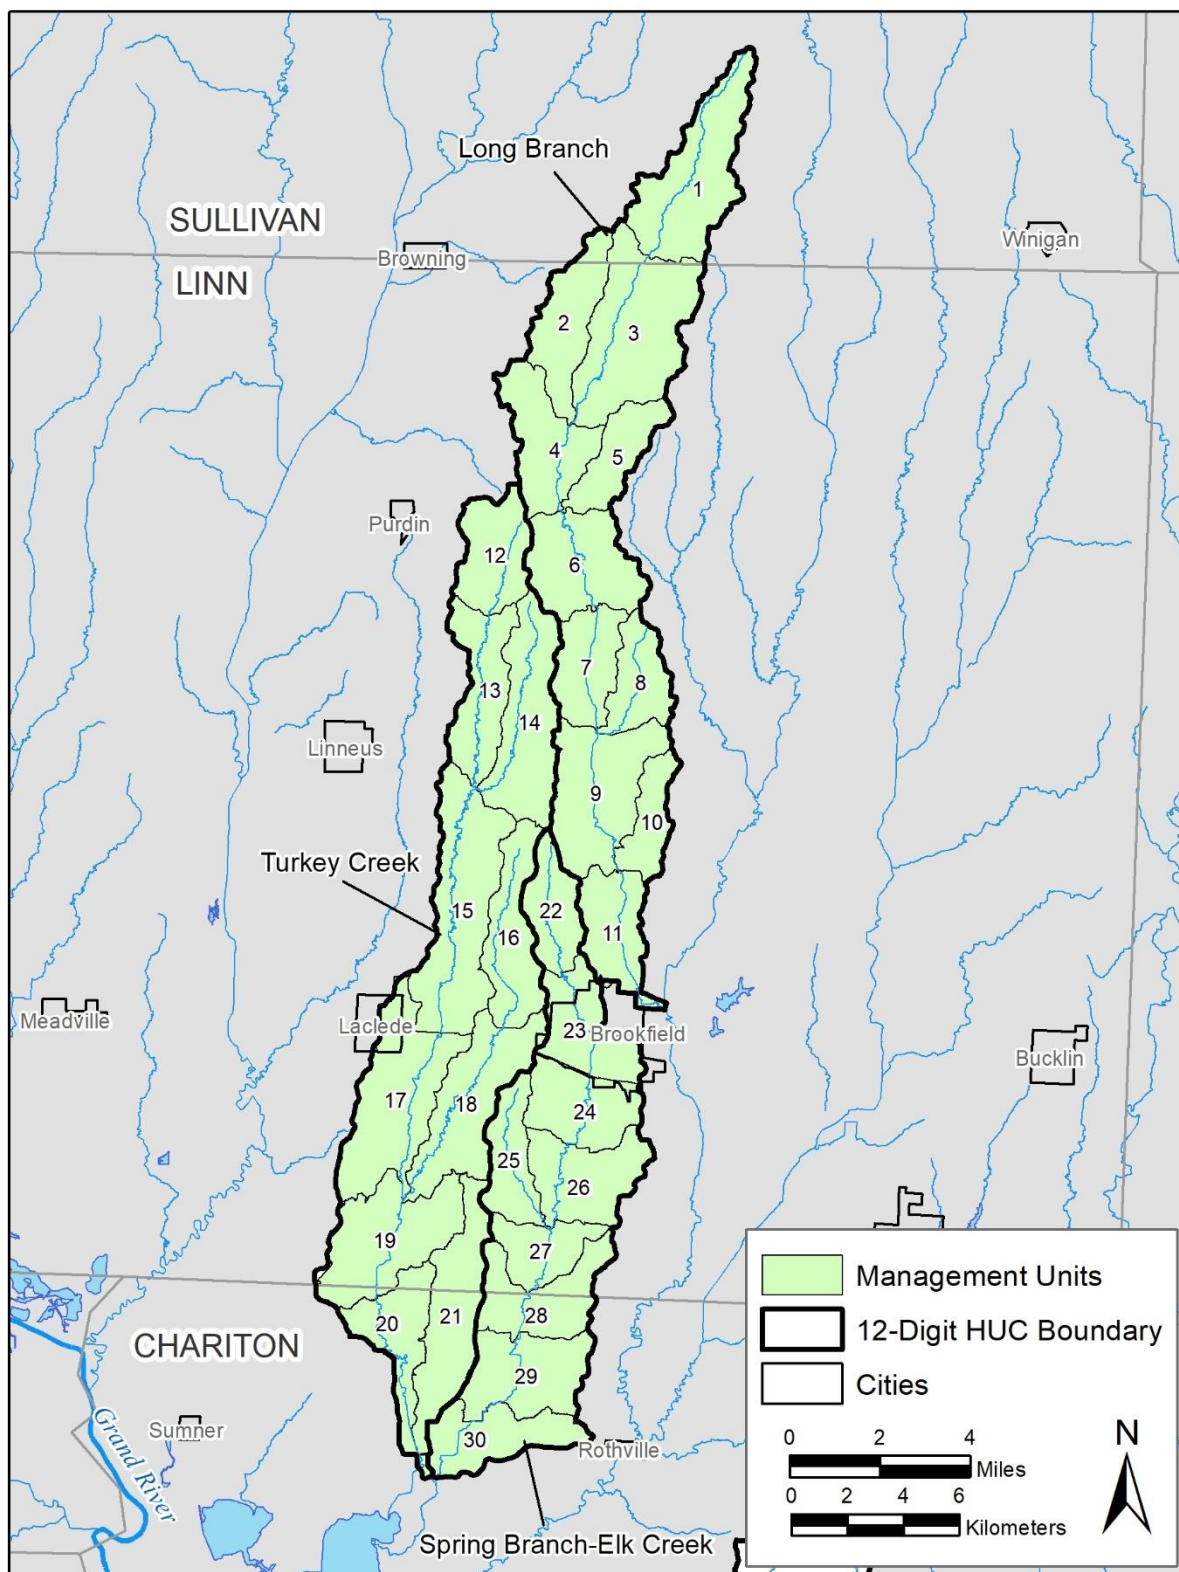 Long Branch
1
SULLIVAN
Browning
Winigan
LINN
2
3
4
5
Purdin
12
6
7
8
13
14
Linneus
9
10
Turkey Creek
15
22
16
11
Meadville
Laclede
23
Brookfield
Bucklin
17
18
24
25
26
19
27
20
21
28
CHARITON
29
Sumner
Grand River
30
Rothville
Spring Branch-Elk Creek
Management Units
12-Digit HUC Boundary
Cities
0 2 4
Miles
0 2 4 6
Kilometers
N